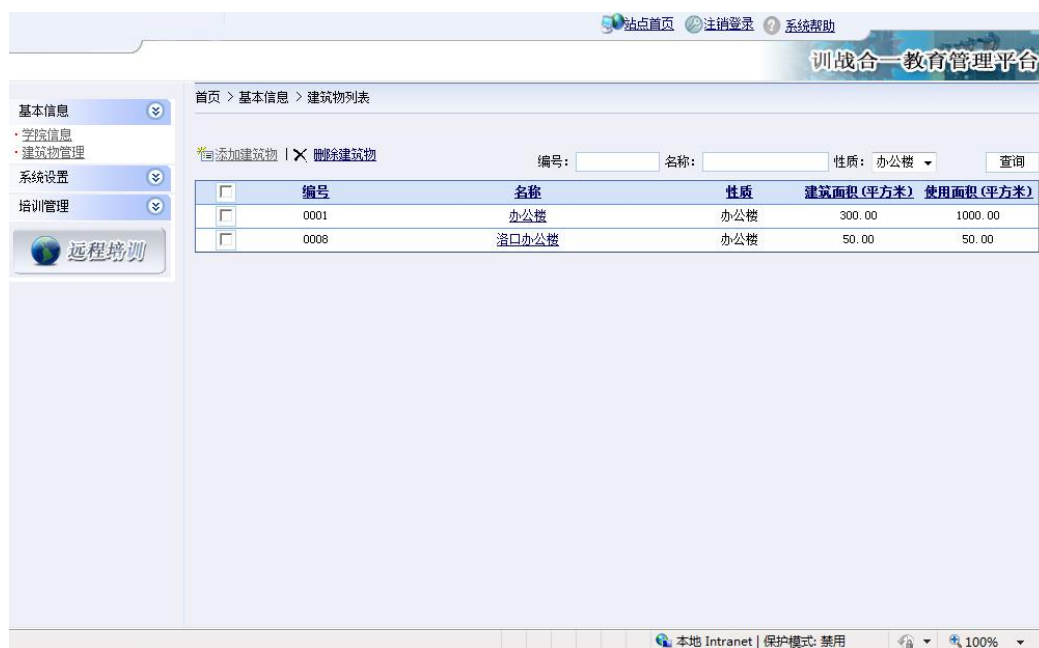 站点首页 注销登录 系统帮助
训战合一教育管理平台
首页 > 基本信息 > 建筑物列表
基本信息
·学院信息
·建筑物管理
系统设置
培训管理
远程培训
添加建筑物 | 删除建筑物 编号: 名称: 性质: 办公楼 查询
编号 名称 性质 建筑面积(平方米) 使用面积(平方米)
0001 办公楼 办公楼 300.00 1000.00
0008 洛口办公楼 办公楼 50.00 50.00
本地 Intranet | 保护模式: 禁用 100%